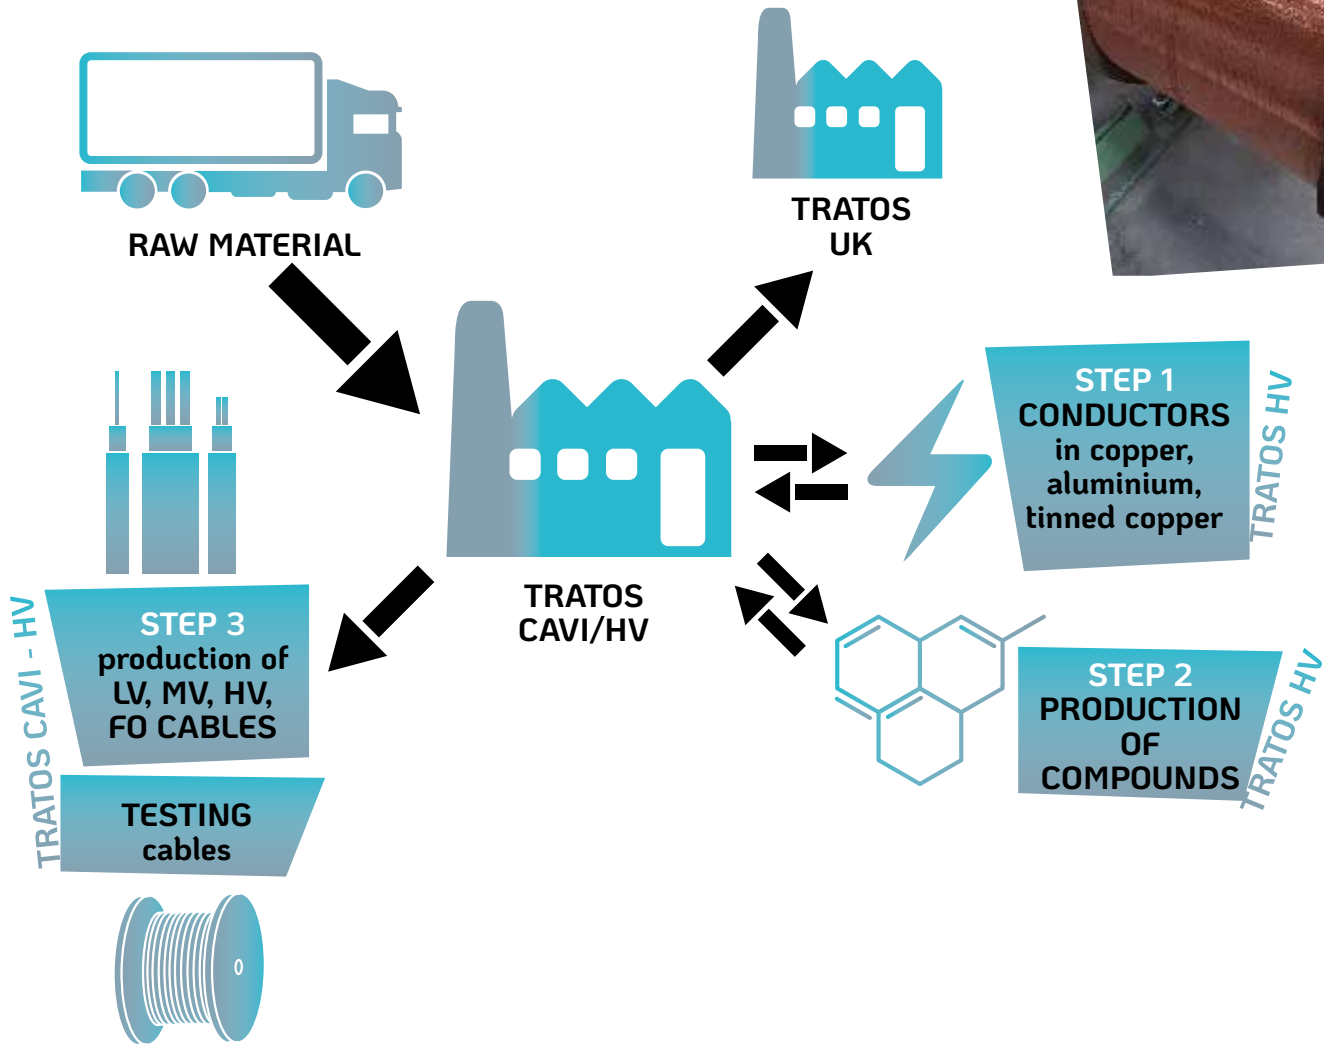 RAW MATERIAL
TRATOS
UK
TRATOS
CAVI/HV
STEP 1
CONDUCTORS
in copper,
aluminium,
tinned copper
TRATOS HV
STEP 2
PRODUCTION
OF
COMPOUNDS
TRATOS HV
STEP 3
production of
LV, MV, HV,
FO CABLES
TESTING
cables
TRATOS CAVI - HV